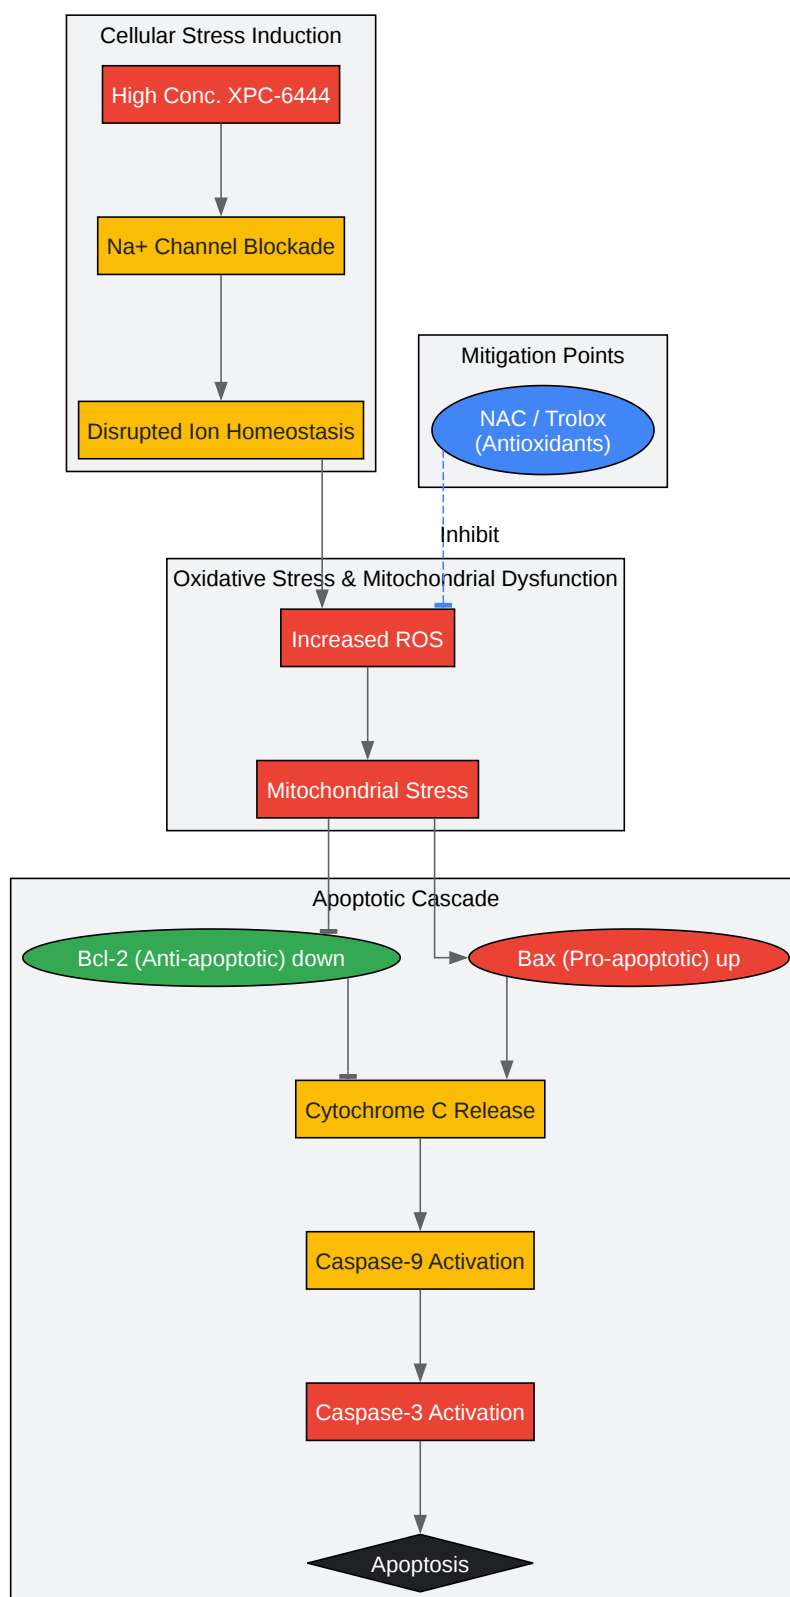 Cellular Stress Induction
High Conc. XPC-6444
Na+ Channel Blockade
Disrupted Ion Homeostasis
Mitigation Points
NAC / Trolox
(Antioxidants)
Inhibit
Oxidative Stress & Mitochondrial Dysfunction
Increased ROS
Mitochondrial Stress
Apoptotic Cascade
Bcl-2 (Anti-apoptotic) down
Bax (Pro-apoptotic) up
Cytochrome C Release
Caspase-9 Activation
Caspase-3 Activation
Apoptosis